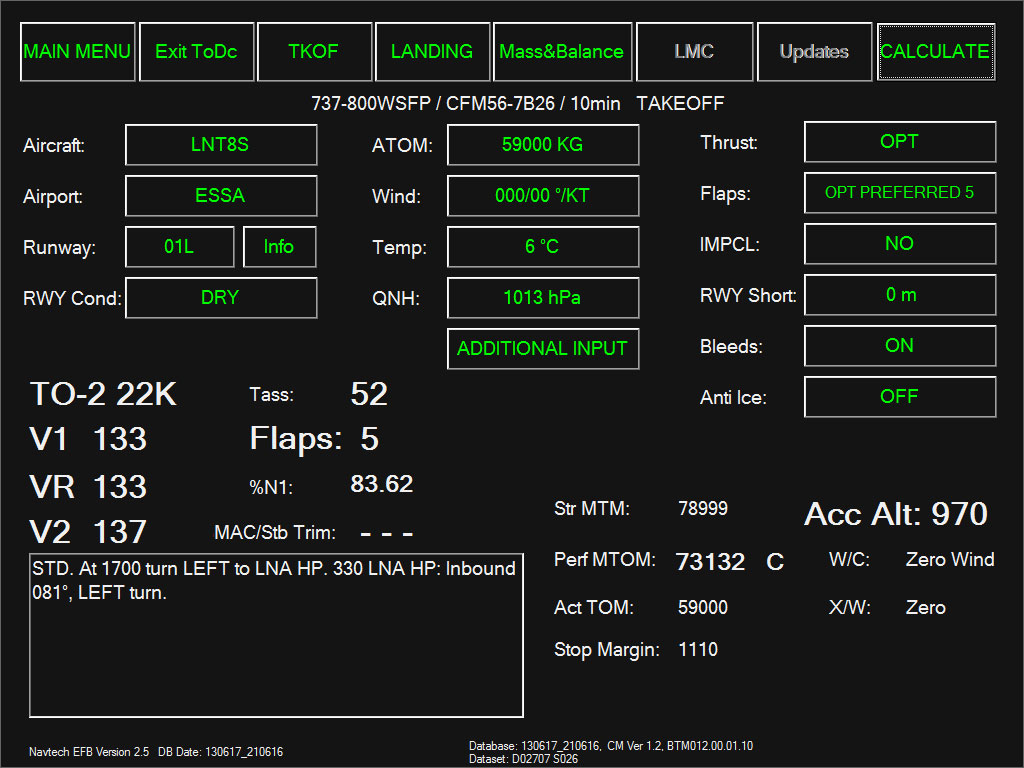 MAIN MENU Exit ToDc TKOF LANDING Mass&Balance LMC Updates CALCULATE
737-800WSFP / CFM56-7B26 / 10min TAKEOFF
Aircraft: LNT8S ATOM: 59000 KG Thrust: OPT
Airport: ESSA Wind: 000/00 °/KT Flaps: OPT PREFERRED 5
Runway: 01L Info Temp: 6 °C IMPCL: NO
RWY Cond: DRY QNH: 1013 hPa RWY Short: 0 m
ADDITIONAL INPUT Bleeds: ON
Anti Ice: OFF
TO-2 22K Tass: 52
V1 133 Flaps: 5
VR 133 %N1: 83.62
V2 137 MAC/Stb Trim: - - -
Str MTM: 78999 Acc Alt: 970
Perf MTOM: 73132 C W/C: Zero Wind
Act TOM: 59000 X/W: Zero
Stop Margin: 1110
STD. At 1700 turn LEFT to LNA HP. 330 LNA HP: Inbound
081°, LEFT turn.
Navtech EFB Version 2.5 DB Date: 130617_210616
Database: 130617_210616, CM Ver 1.2, BTM012.00.01.10
Dataset: D02707 S026